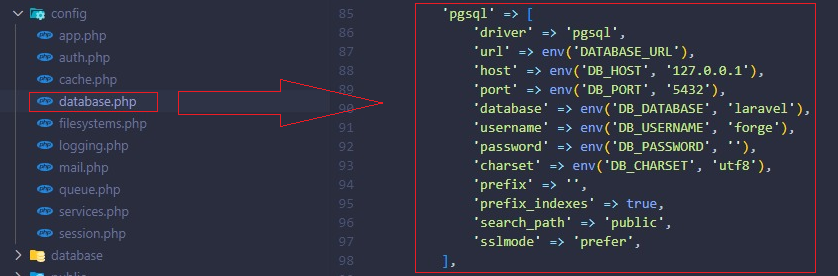 config
app.php
auth.php
cache.php
database.php
filesystems.php
logging.php
mail.php
queue.php
services.php
session.php
database
public
85 'pgsql' => [
86 'driver' => 'pgsql',
87 'url' => env('DATABASE_URL'),
88 'host' => env('DB_HOST', '127.0.0.1'),
89 'port' => env('DB_PORT', '5432'),
90 'database' => env('DB_DATABASE', 'laravel'),
91 'username' => env('DB_USERNAME', 'forge'),
92 'password' => env('DB_PASSWORD', ''),
93 'charset' => env('DB_CHARSET', 'utf8'),
94 'prefix' => '',
95 'prefix_indexes' => true,
96 'search_path' => 'public',
97 'sslmode' => 'prefer',
98 ],